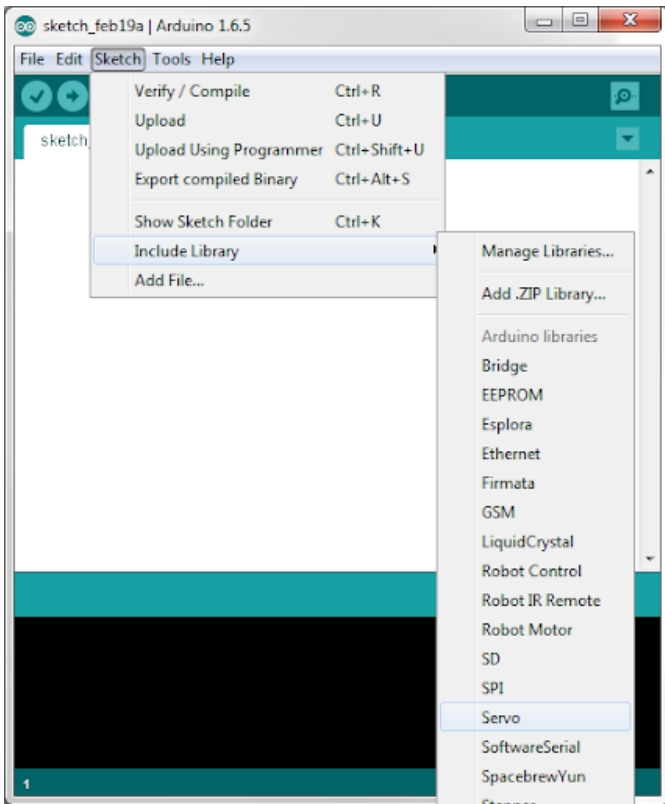 sketch_feb19a | Arduino 1.6.5
File Edit Sketch Tools Help
Verify / Compile Ctrl+R
Upload Ctrl+U
sketch_
Upload Using Programmer Ctrl+Shift+U
Export compiled Binary Ctrl+Alt+S
Show Sketch Folder Ctrl+K
Include Library
Add File...
Manage Libraries...
Add .ZIP Library...
Arduino libraries
Bridge
EEPROM
Esplora
Ethernet
Firmata
GSM
LiquidCrystal
Robot Control
Robot IR Remote
Robot Motor
SD
SPI
Servo
SoftwareSerial
SpacebrewYun
1